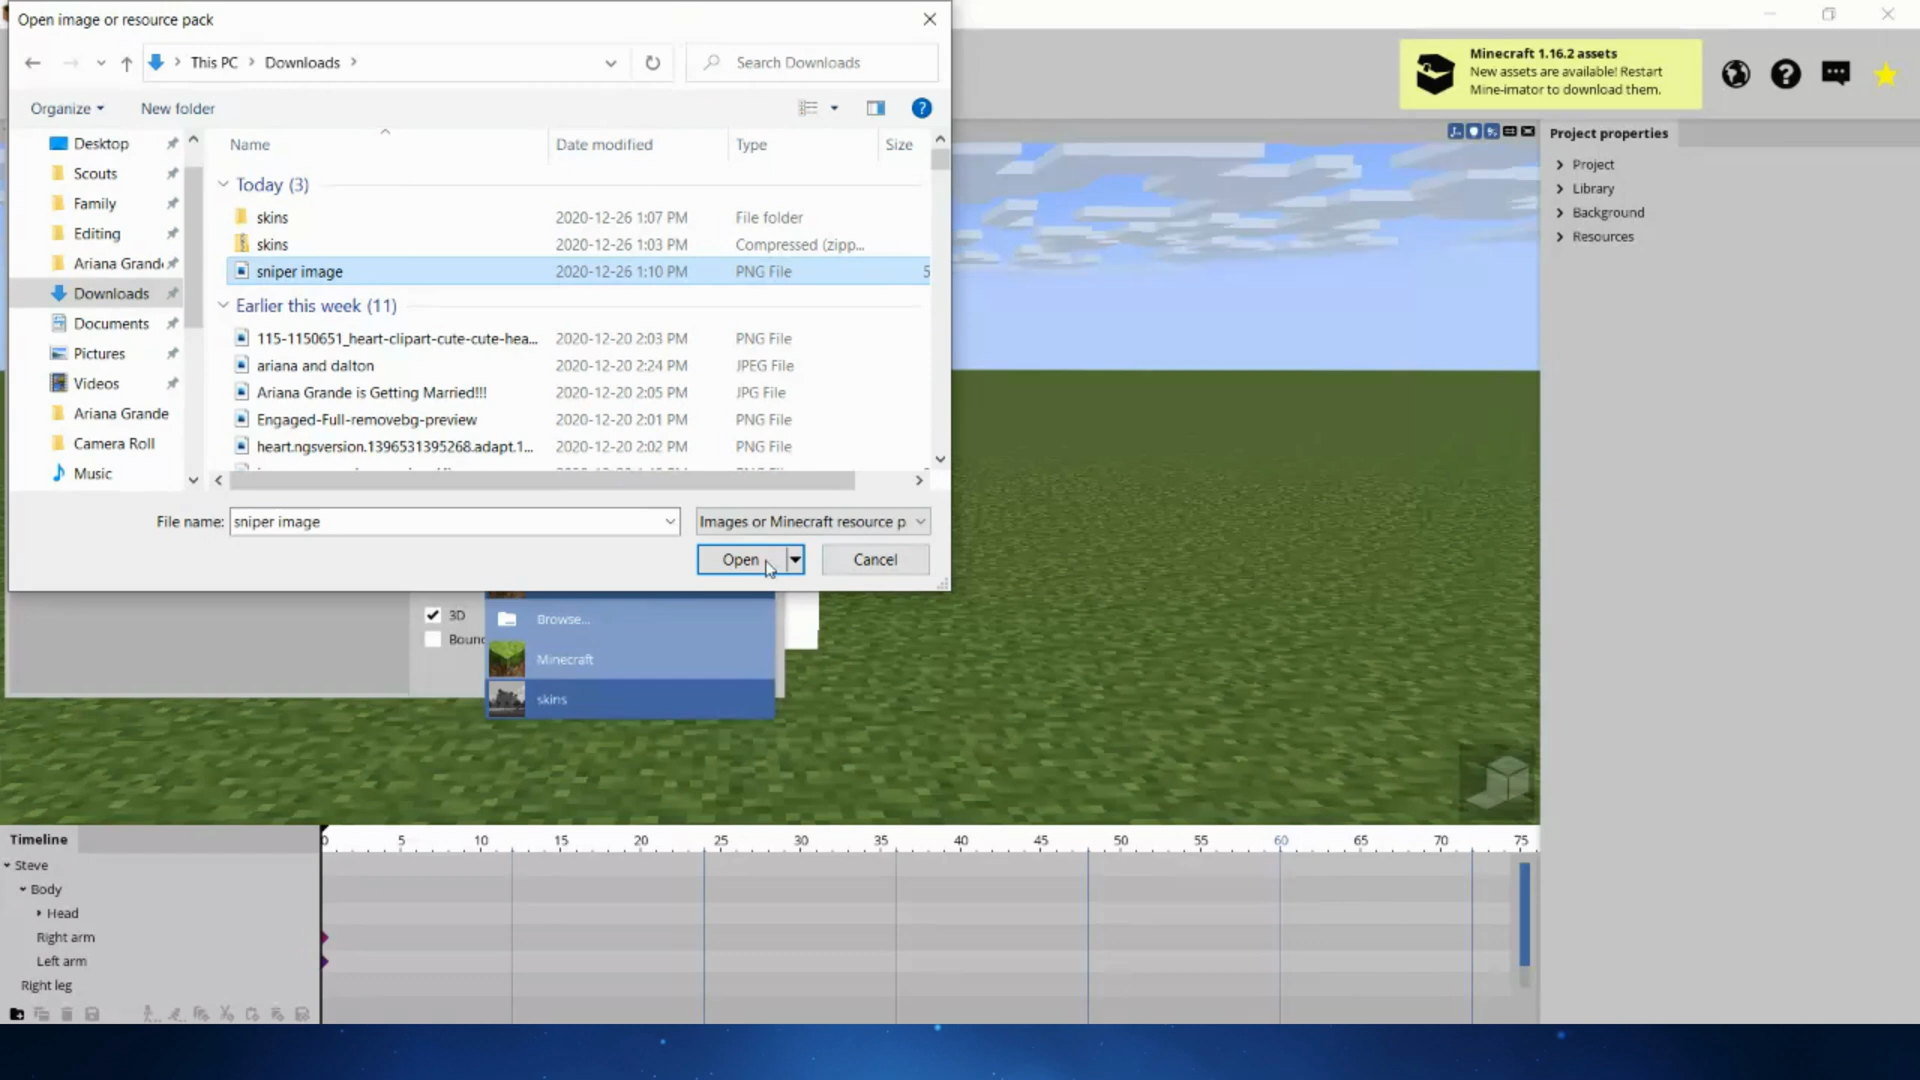 Open image or resource pack
This PC
Downloads
Search Downloads
Organize
New folder
Desktop
Scouts
Family
Editing
Ariana Grand
Downloads
Documents
Pictures
Videos
Ariana Grande
Camera Roll
Music
Name
Date modified
Type
Size
Today (3)
skins 2020-12-26 1:07 PM File folder
skins 2020-12-26 1:03 PM Compressed (zipp...
sniper image 2020-12-26 1:10 PM PNG File 5
Earlier this week (11)
115-1150651_heart-clipart-cute-cute-hea... 2020-12-20 2:03 PM PNG File
ariana and dalton 2020-12-20 2:24 PM JPEG File
Ariana Grande is Getting Married!!! 2020-12-20 2:05 PM JPG File
Engaged-Full-removebg-preview 2020-12-20 2:01 PM PNG File
heart.ngsversion.1396531395268.adapt.1... 2020-12-20 2:02 PM PNG File
File name: sniper image
Images or Minecraft resource p
Open
Cancel
3D
Boun
Browse...
Minecraft
skins
Minecraft 1.16.2 assets
New assets are available! Restart
Mine-imator to download them.
Project properties
Project
Library
Background
Resources
Timeline
0 5 10 15 20 25 30 35 40 45 50 55 60 65 70 75
Steve
Body
Head
Right arm
Left arm
Right leg